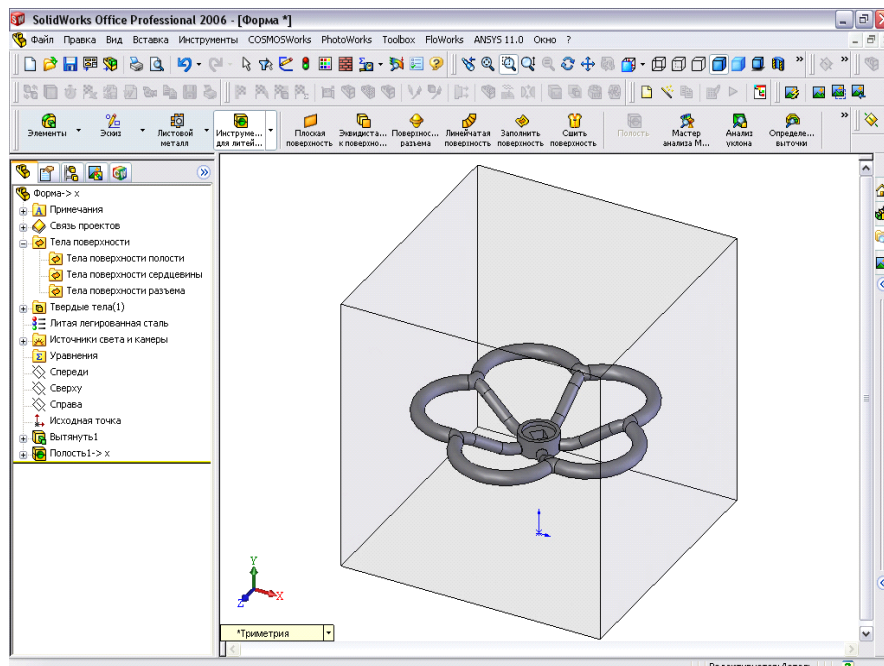 SolidWorks Office Professional 2006 - [Форма *]
Файл Правка Вид Вставка Инструменты COSMOSWorks PhotoWorks Toolbox FloWorks ANSYS 11.0 Окно ?
Элементы Эскиз Листовой металл Инструме... для литей... Плоская поверхность Эквидиста... к поверхно... Поверхнос... разъема Линейчатая поверхность Заполнить поверхность Сшить поверхность Полость Мастер анализа М... Анализ уклона Определе... выточки
Форма-> x
Примечания
Связь проектов
Тела поверхности
Тела поверхности полости
Тела поверхности сердцевины
Тела поверхности разъема
Твердые тела(1)
Литая легированная сталь
Источники света и камеры
Уравнения
Спереди
Сверху
Справа
Исходная точка
Вытянуть1
Полость1-> x
Y
X
Z
*Триметрия